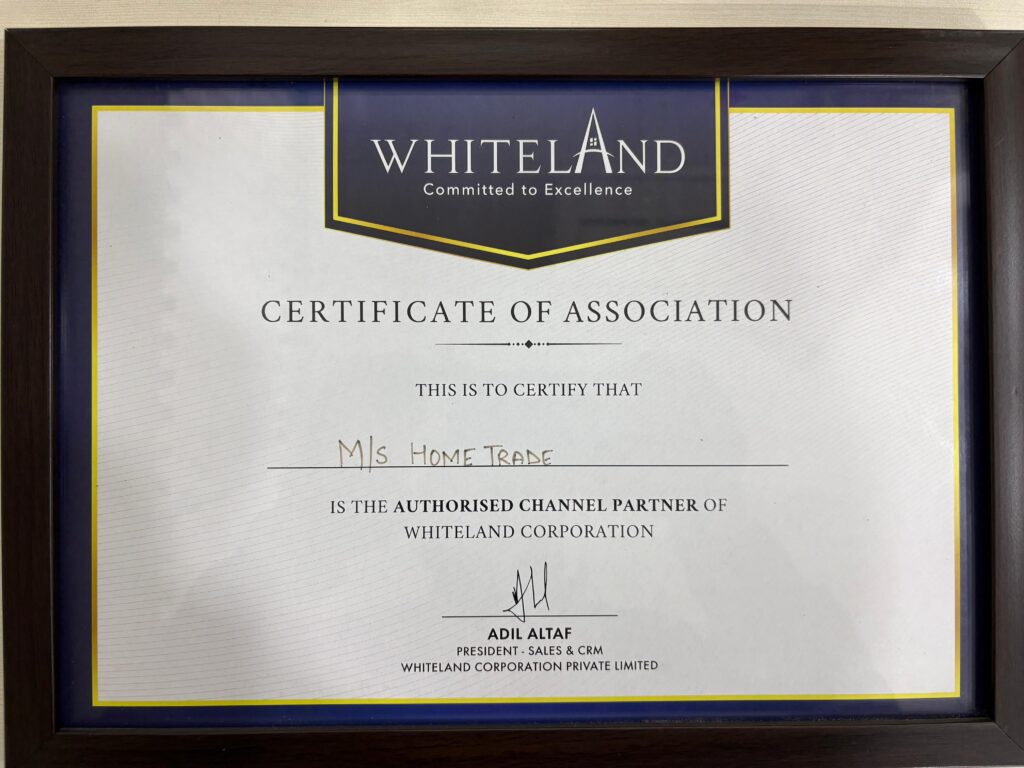 WHITELAND
Committed to Excellence
CERTIFICATE OF ASSOCIATION
THIS IS TO CERTIFY THAT
M/S HOME TRADE
IS THE AUTHORISED CHANNEL PARTNER OF
WHITELAND CORPORATION
ADIL ALTAF
PRESIDENT - SALES & CRM
WHITELAND CORPORATION PRIVATE LIMITED